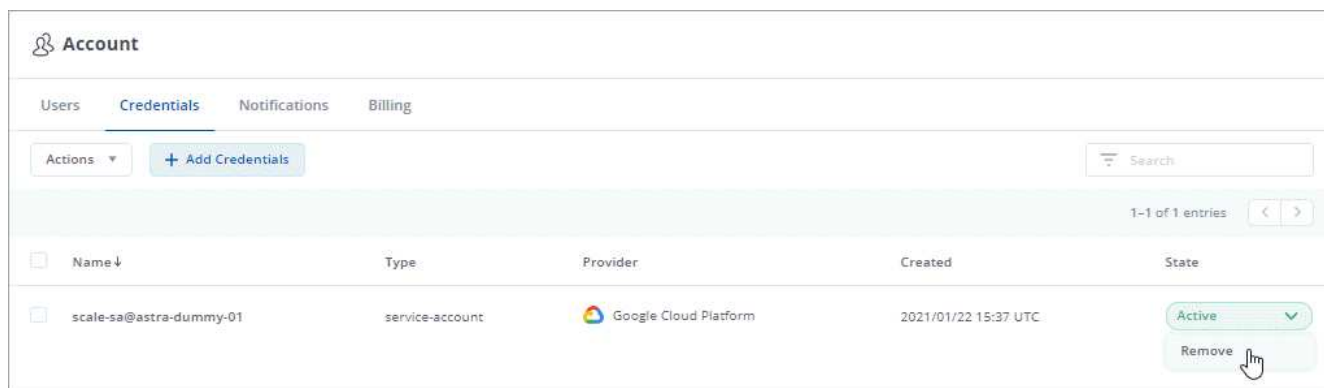 Account
Users Credentials Notifications Billing
Actions + Add Credentials Search
1–1 of 1 entries
Name↓ Type Provider Created State
scale-sa@astra-dummy-01 service-account Google Cloud Platform 2021/01/22 15:37 UTC Active
Remove